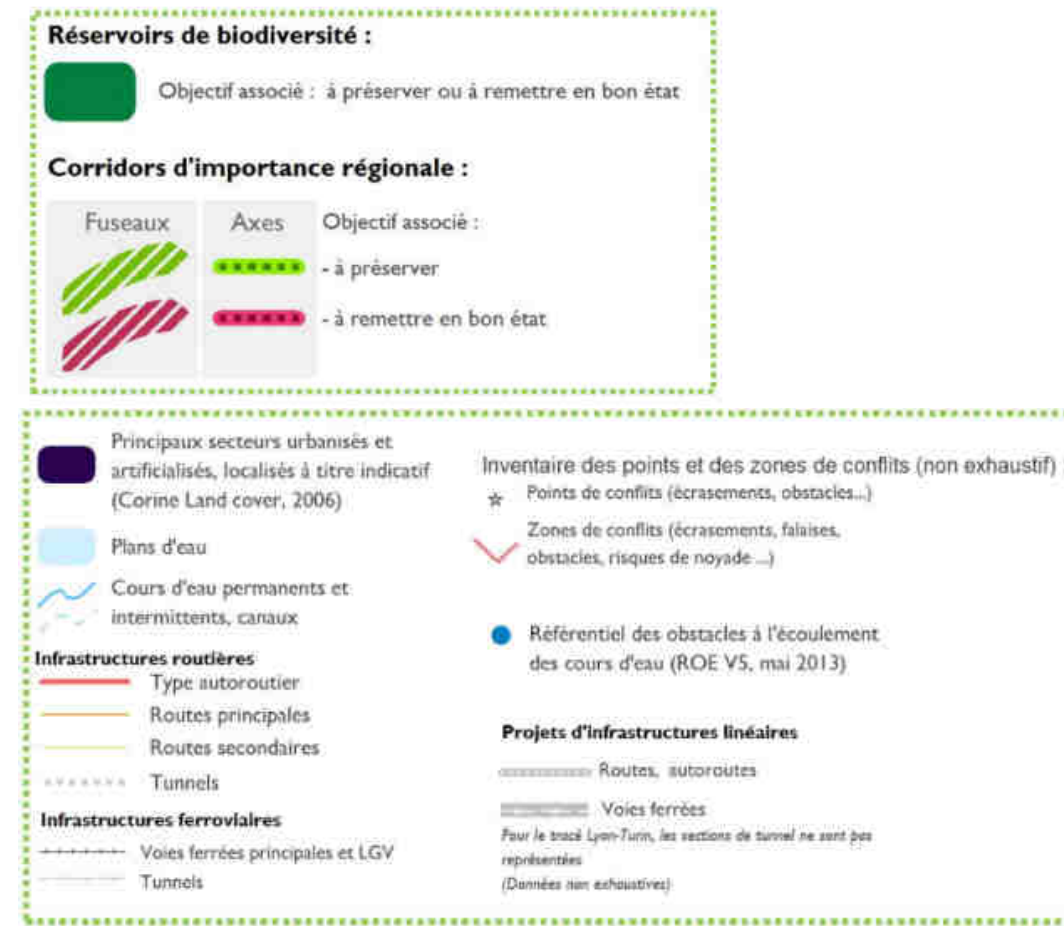 Réservoirs de biodiversité :
Objectif associé : à préserver ou à remettre en bon état
Corridors d'importance régionale :
Fuseaux
Axes
Objectif associé :
- à préserver
- à remettre en bon état
Principaux secteurs urbanisés et
artificialisés, localisés à titre indicatif
(Corine Land cover, 2006)
Plans d'eau
Cours d'eau permanents et
intermittents, canaux
Infrastructures routières
Type autoroutier
Routes principales
Routes secondaires
Tunnels
Infrastructures ferroviaires
Voies ferrées principales et LGV
Tunnels
Inventaire des points et des zones de conflits (non exhaustif)
Points de conflits (écrasements, obstacles...)
Zones de conflits (écrasements, falaises,
obstacles, risques de noyade ...)
Référentiel des obstacles à l'écoulement
des cours d'eau (ROE V5, mai 2013)
Projets d'infrastructures linéaires
Routes, autoroutes
Voies ferrées
Pour le tracé Lyon-Turin, les sections de tunnel ne sont pas
représentées
(Données non exhaustives)